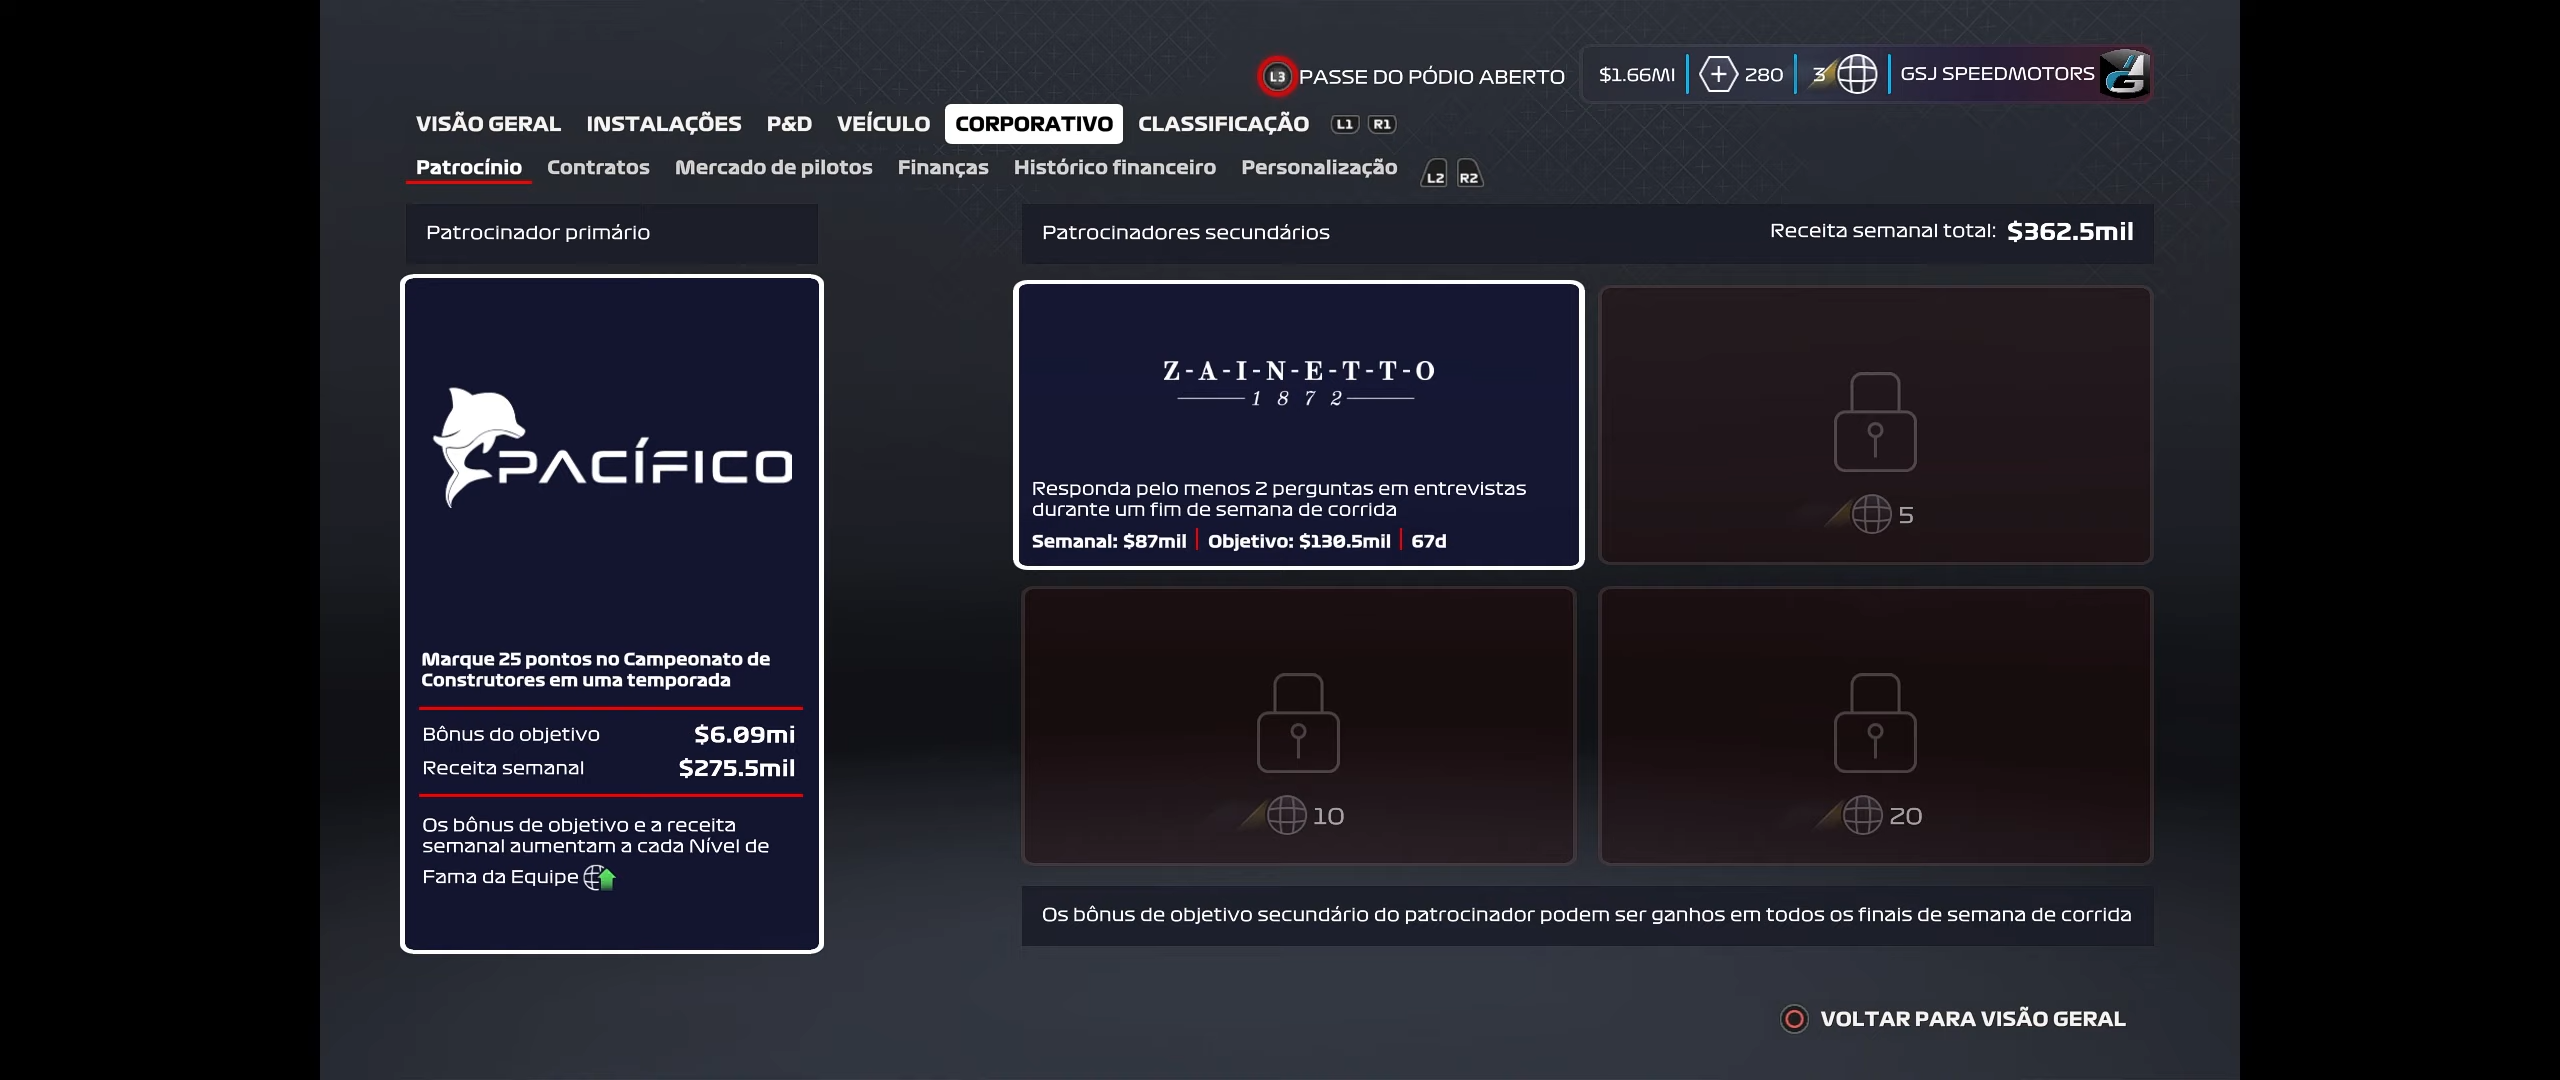 L3 PASSE DO PÓDIO ABERTO
$1.66MI 280 3 GSJ SPEEDMOTORS
VISÃO GERAL INSTALAÇÕES P&D VEÍCULO CORPORATIVO CLASSIFICAÇÃO L1 R1
Patrocínio Contratos Mercado de pilotos Finanças Histórico financeiro Personalização L2 R2
Patrocinador primário
PACÍFICO
Marque 25 pontos no Campeonato de
Construtores em uma temporada
Bônus do objetivo $6.09mi
Receita semanal $275.5mil
Os bônus de objetivo e a receita
semanal aumentam a cada Nível de
Fama da Equipe
Patrocinadores secundários Receita semanal total: $362.5mil
Z-A-I-N-E-T-T-O
1872
Responda pelo menos 2 perguntas em entrevistas
durante um fim de semana de corrida
Semanal: $87mil Objetivo: $130.5mil 67d
5
10
20
Os bônus de objetivo secundário do patrocinador podem ser ganhos em todos os finais de semana de corrida
VOLTAR PARA VISÃO GERAL